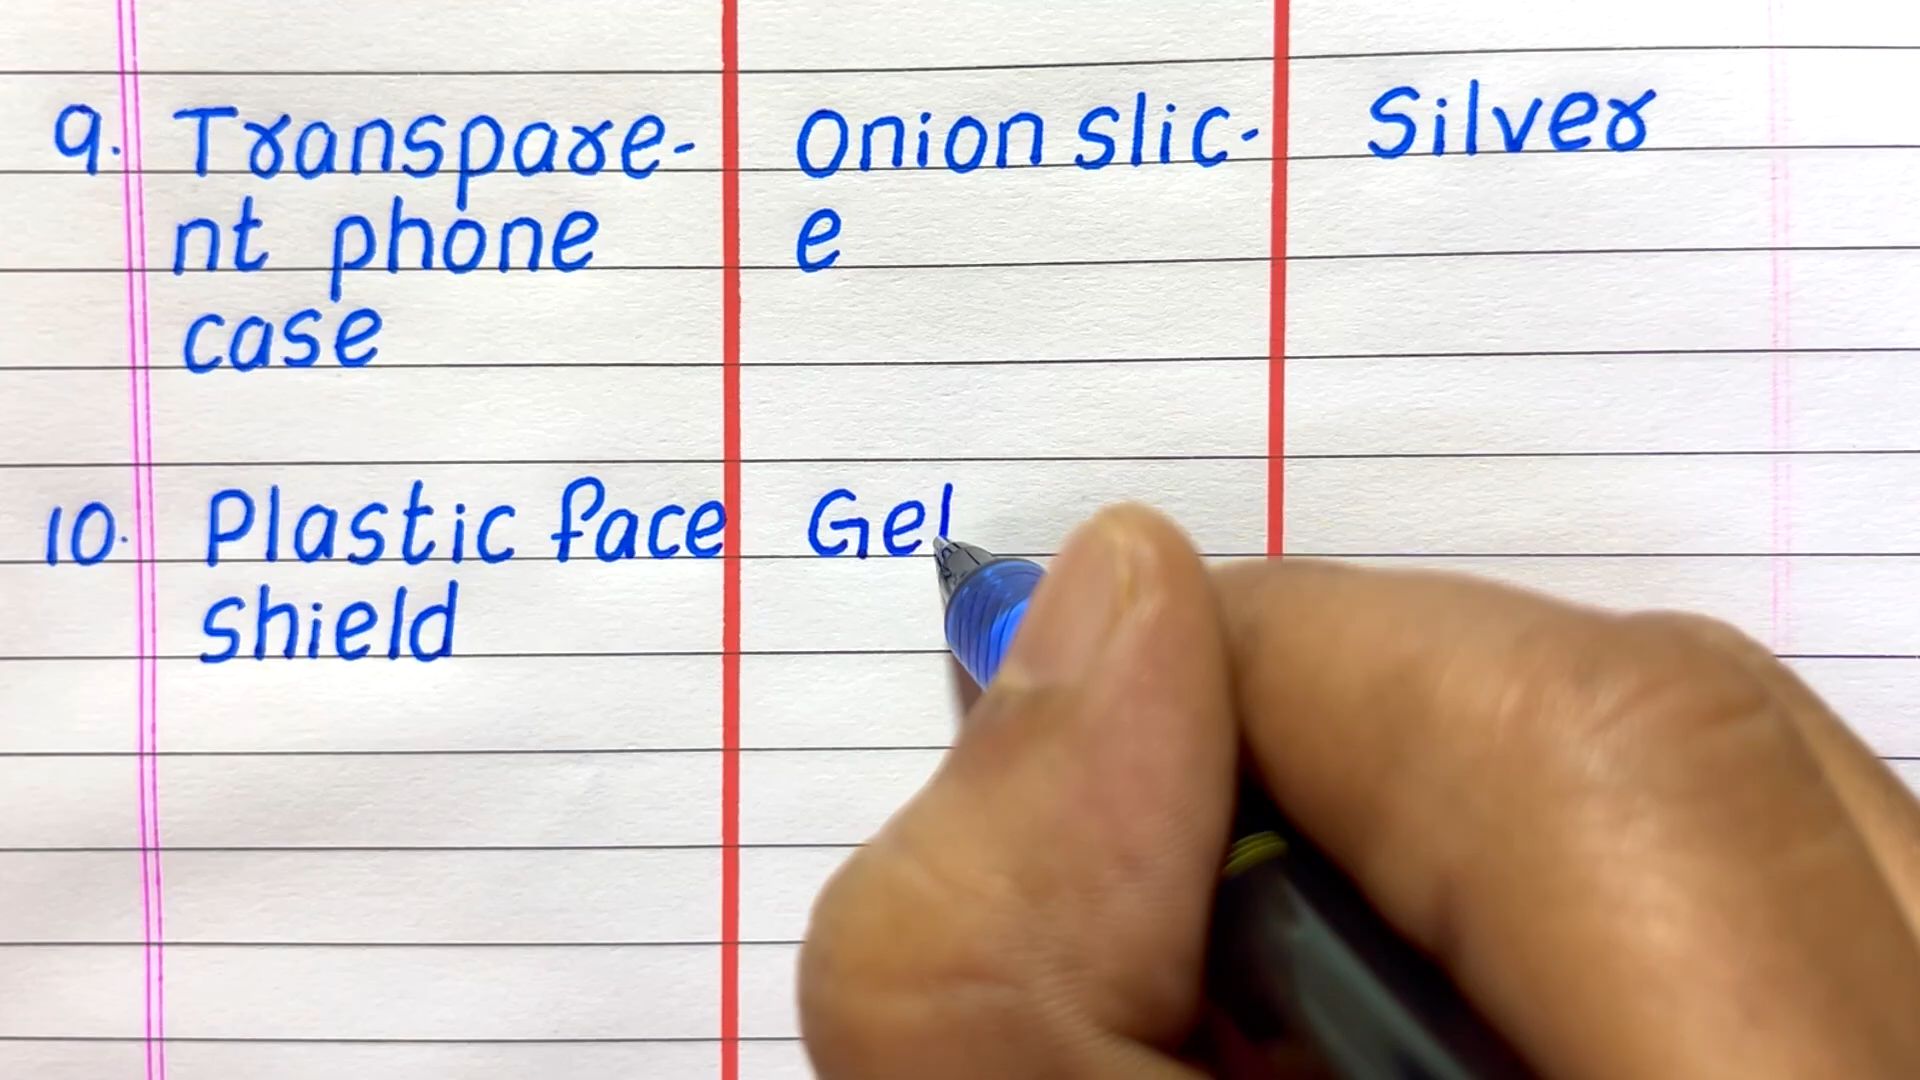 9. Transpare- Onion slic- Silver
nt phone e
case
10. Plastic face Gel
shield